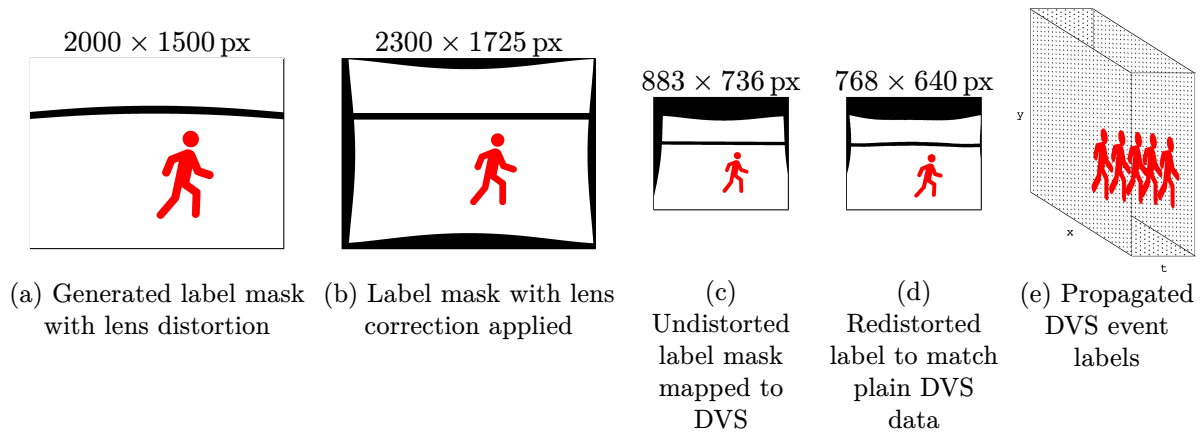 2000 × 1500 px
2300 × 1725 px
883 × 736 px
768 × 640 px
y
x
t
(a) Generated label mask
with lens distortion
(b) Label mask with lens
correction applied
(c)
Undistorted
label mask
mapped to
DVS
(d)
Redistorted
label to match
plain DVS
data
(e) Propagated
DVS event
labels